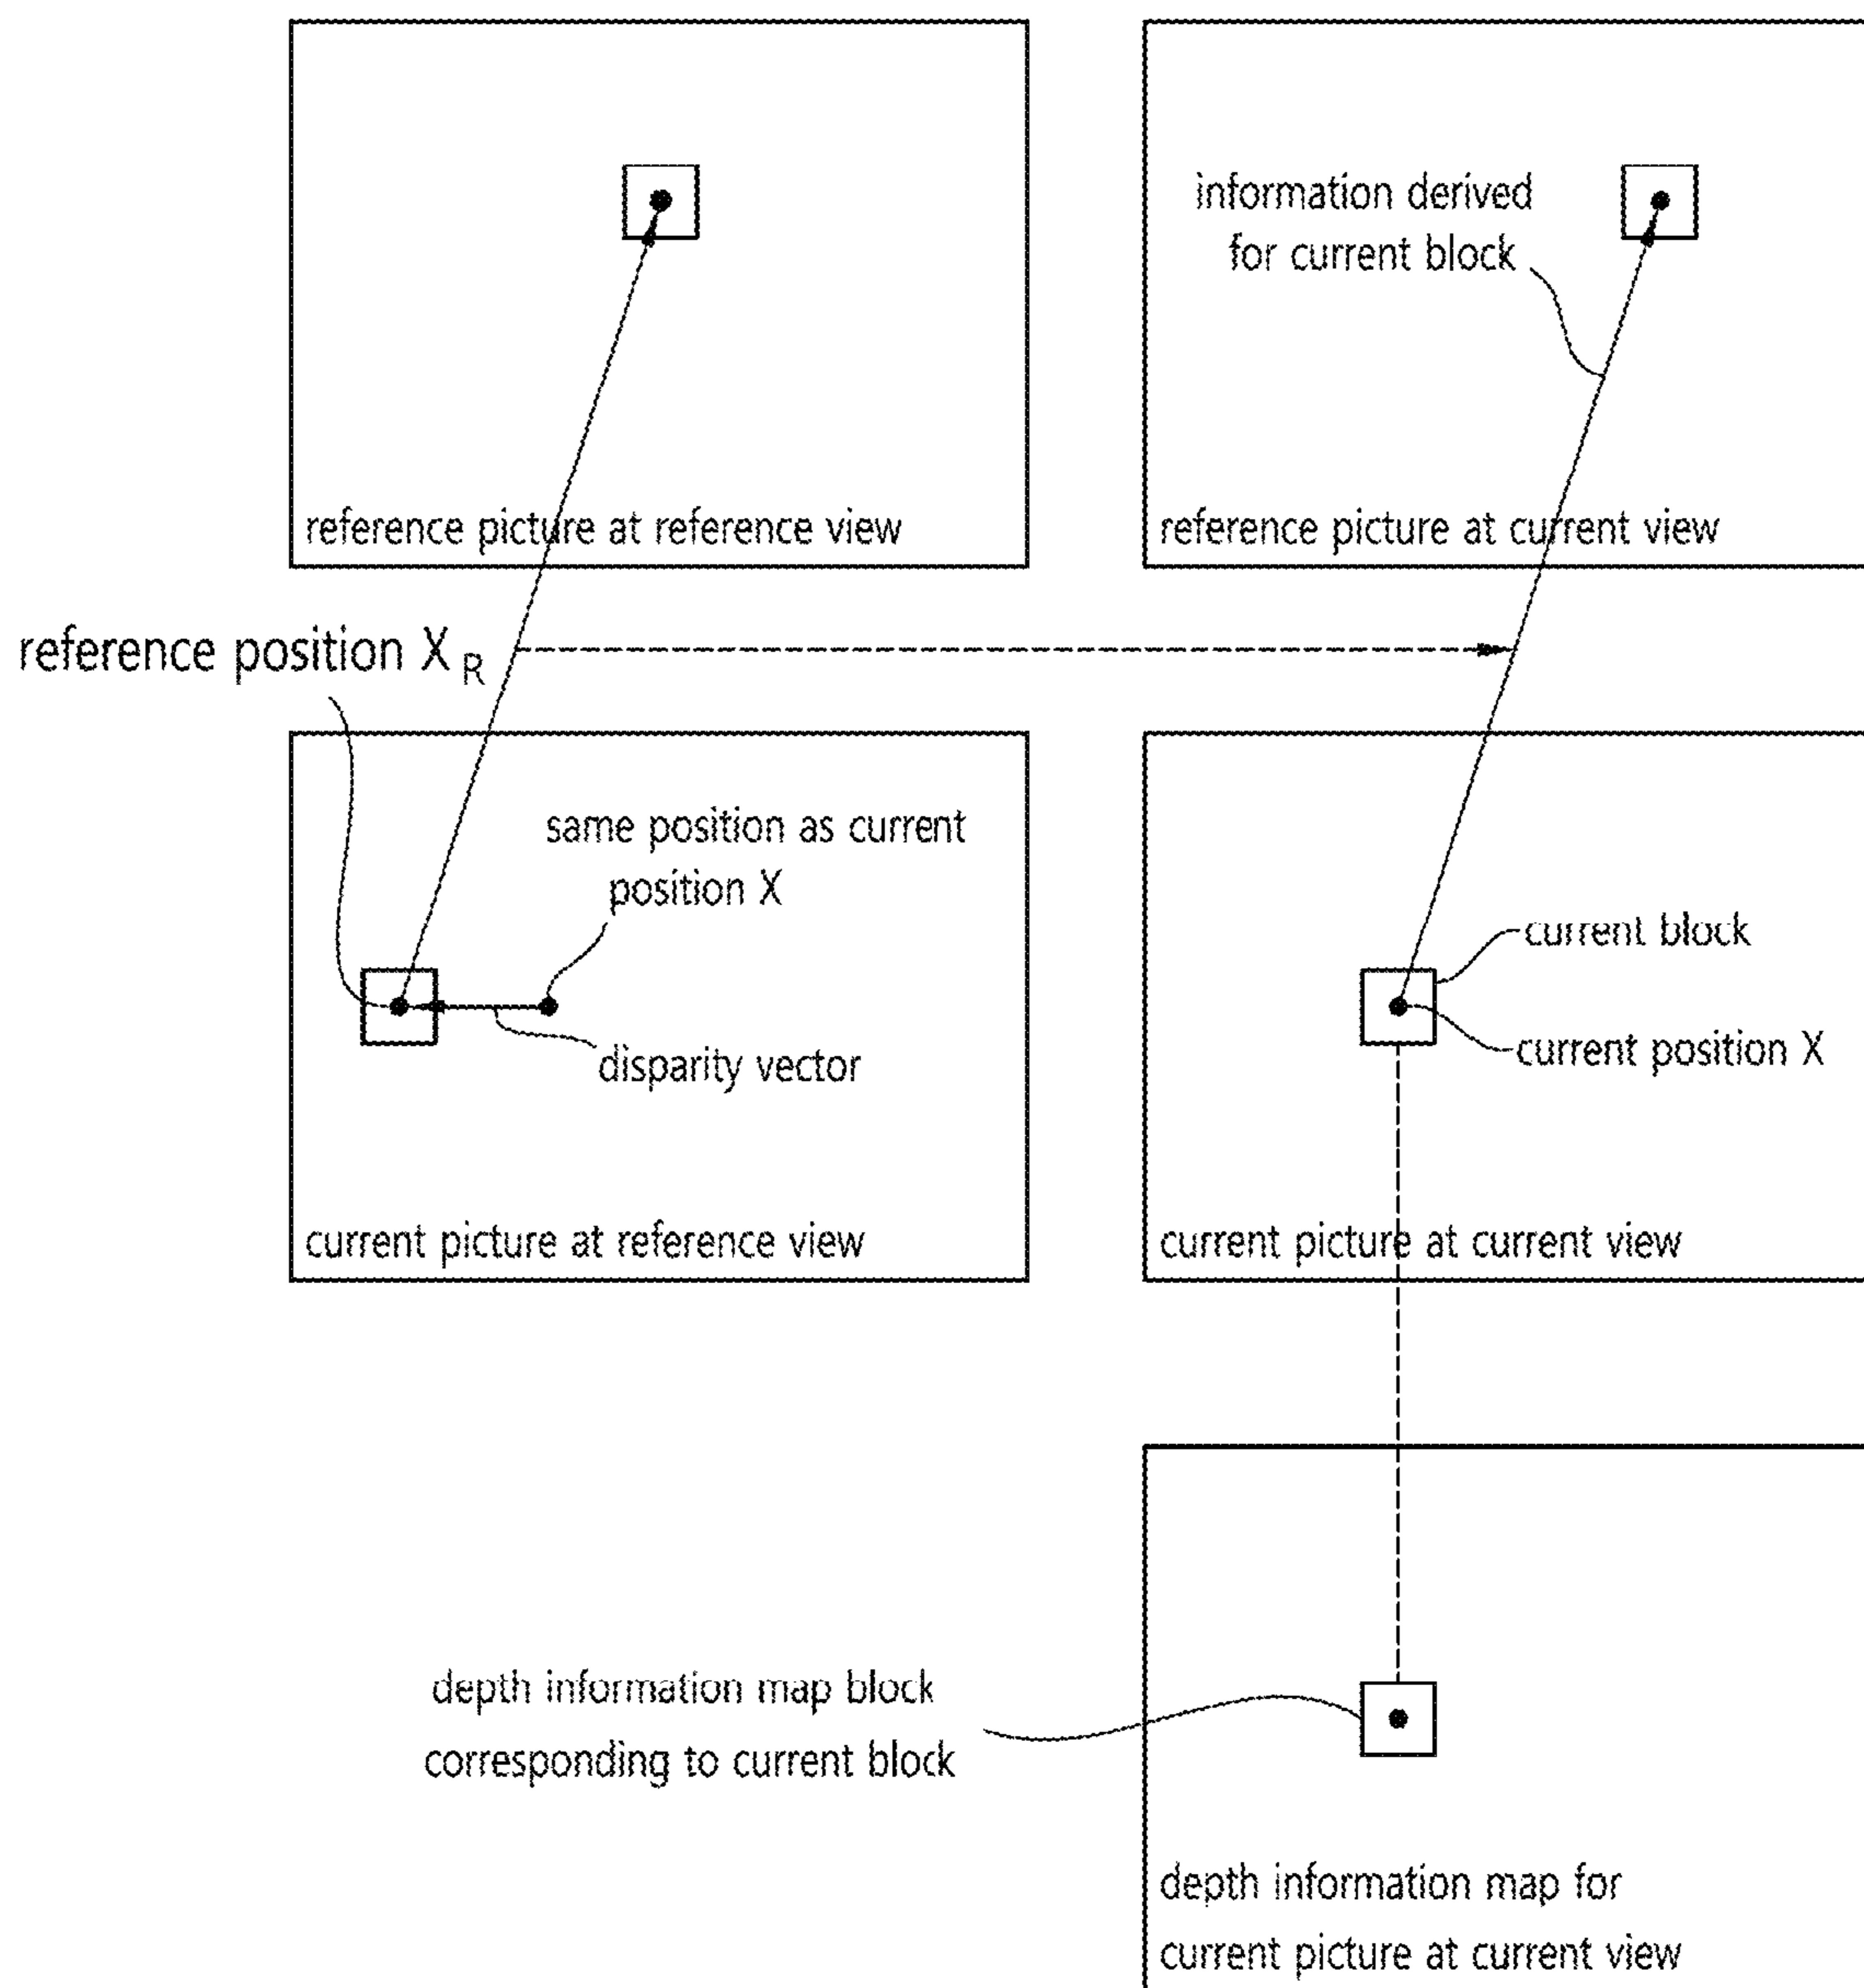 information derived
for current block
reference picture at reference view
reference picture at current view
reference position X R
same position as current
position X
current block
current position X
disparity vector
current picture at reference view
current picture at current view
depth information map block
corresponding to current block
depth information map for
current picture at current view